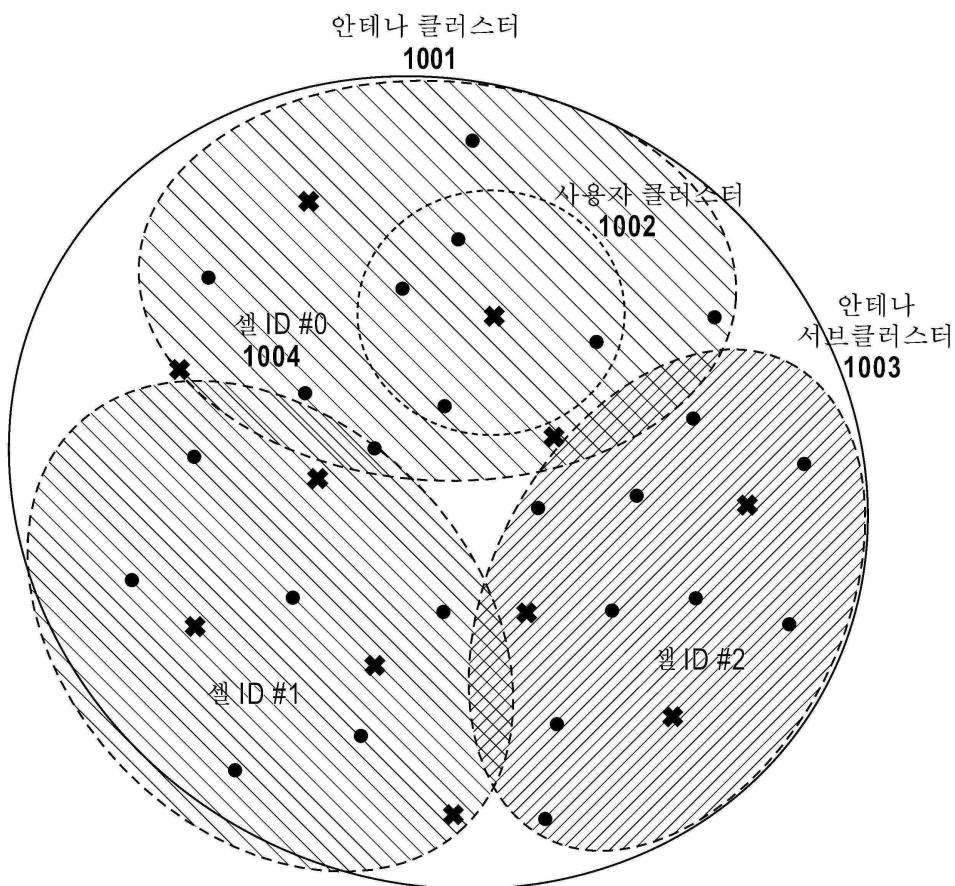 안테나 클러스터
1001
사용자 클러스터
1002
안테나
서브클러스터
1003
셀 ID #0
1004
셀 ID #1
셀 ID #2